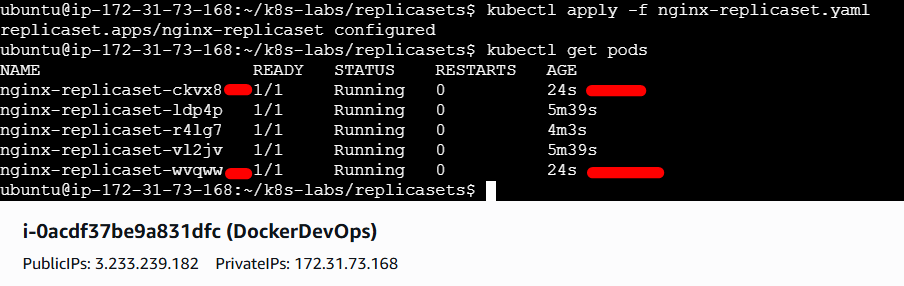 ubuntu@ip-172-31-73-168:~/k8s-labs/replicasets$ kubectl apply -f nginx-replicaset.yaml
replicaset.apps/nginx-replicaset configured
ubuntu@ip-172-31-73-168:~/k8s-labs/replicasets$ kubectl get pods
NAME READY STATUS RESTARTS AGE
nginx-replicaset-ckvx8 1/1 Running 0 24s
nginx-replicaset-ldp4p 1/1 Running 0 5m39s
nginx-replicaset-r4lg7 1/1 Running 0 4m3s
nginx-replicaset-vl2jv 1/1 Running 0 5m39s
nginx-replicaset-wvqww 1/1 Running 0 24s
ubuntu@ip-172-31-73-168:~/k8s-labs/replicasets$
i-0acdf37be9a831dfc (DockerDevOps)
PublicIPs: 3.233.239.182 PrivateIPs: 172.31.73.168